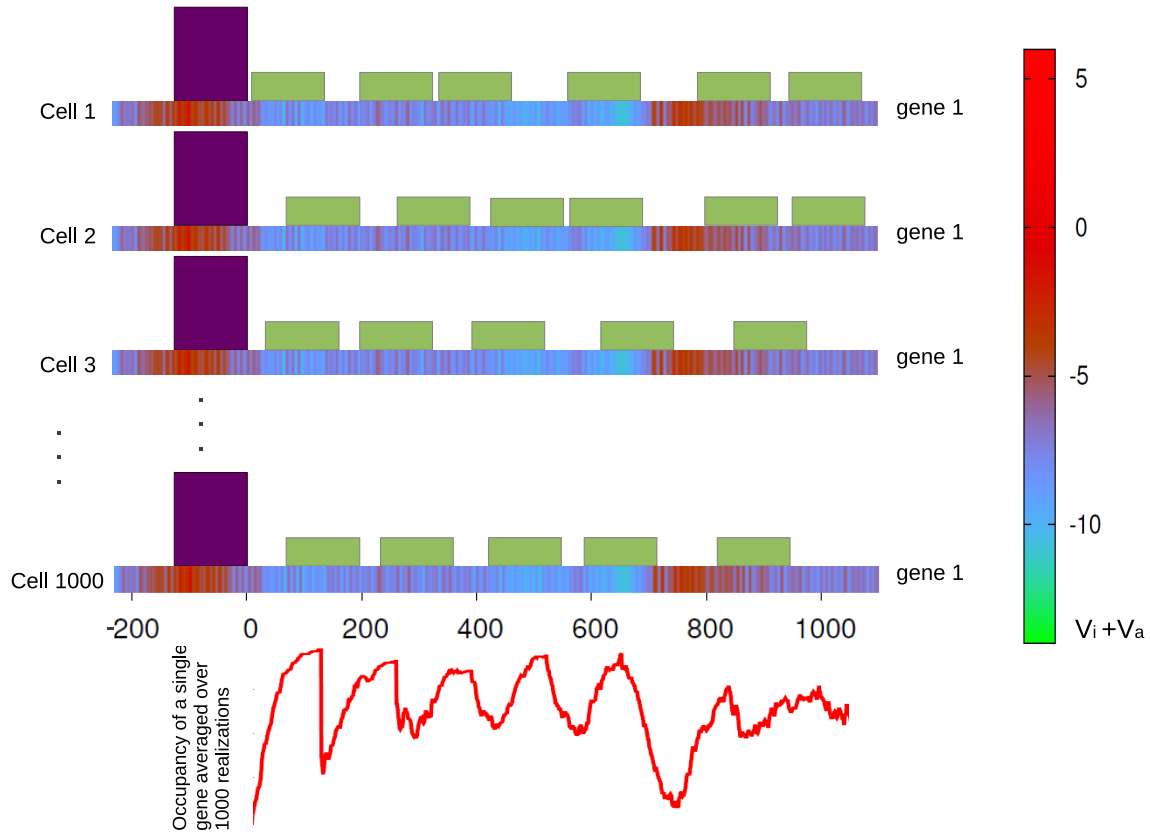 Cell 1
gene 1
Cell 2
gene 1
Cell 3
gene 1
Cell 1000
gene 1
-200 0 200 400 600 800 1000
Occupancy of a single
gene averaged over
1000 realizations
5
0
-5
-10
Vi +Va